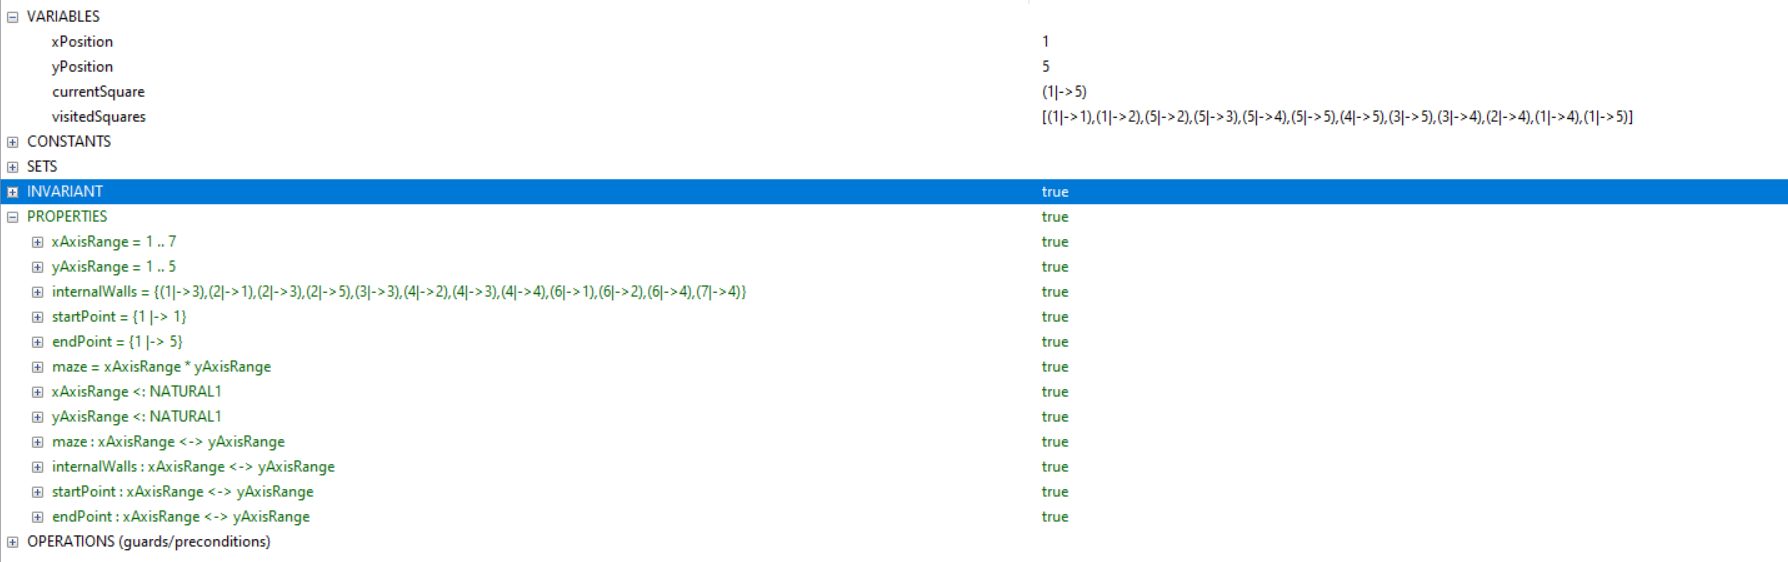 VARIABLES
xPosition 1
yPosition 5
currentSquare (1|->5)
visitedSquares [(1|->1),(1|->2),(5|->2),(5|->3),(5|->4),(5|->5),(4|->5),(3|->5),(3|->4),(2|->4),(1|->4),(1|->5)]
CONSTANTS
SETS
INVARIANT true
PROPERTIES true
xAxisRange = 1 .. 7 true
yAxisRange = 1 .. 5 true
internalWalls = {(1|->3),(2|->1),(2|->3),(2|->5),(3|->3),(4|->2),(4|->3),(4|->4),(6|->1),(6|->2),(6|->4),(7|->4)} true
startPoint = {1 |-> 1} true
endPoint = {1 |-> 5} true
maze = xAxisRange * yAxisRange true
xAxisRange <: NATURAL1 true
yAxisRange <: NATURAL1 true
maze : xAxisRange <-> yAxisRange true
internalWalls : xAxisRange <-> yAxisRange true
startPoint : xAxisRange <-> yAxisRange true
endPoint : xAxisRange <-> yAxisRange true
OPERATIONS (guards/preconditions)